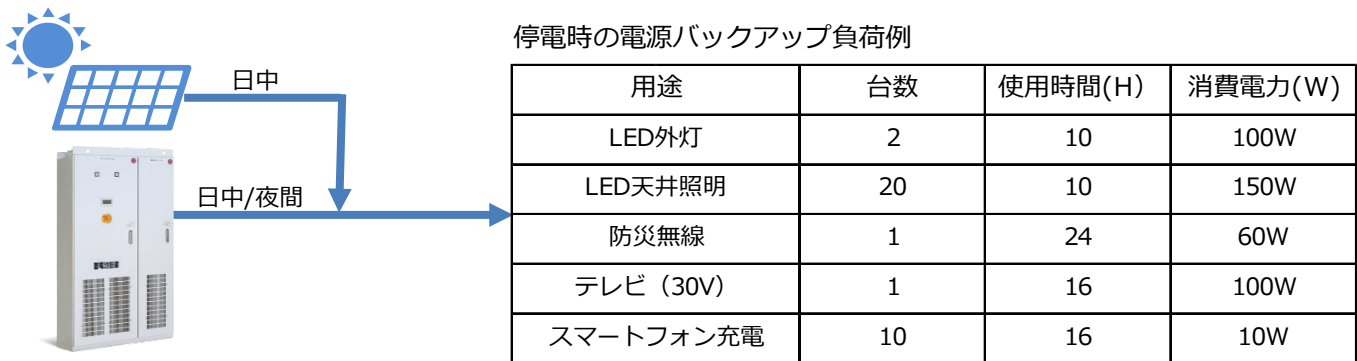 停電時の電源バックアップ負荷例
日中
日中/夜間
用途 台数 使用時間(H） 消費電力(W)
LED外灯 2 10 100W
LED天井照明 20 10 150W
防災無線 1 24 60W
テレビ（30V） 1 16 100W
スマートフォン充電 10 16 10W